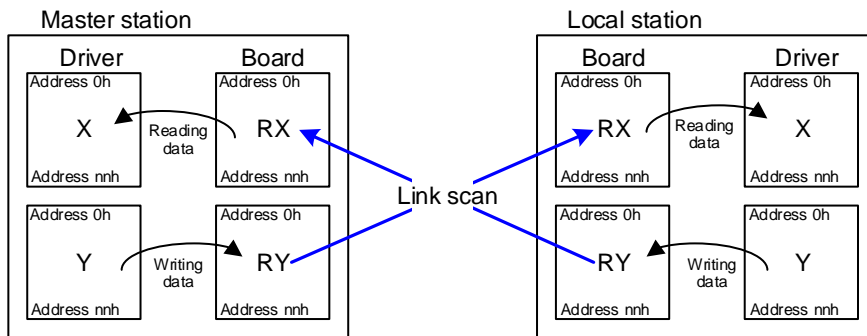 Master station
Local station
Driver
Board
Board
Driver
Address 0h
Address 0h
Address 0h
Address 0h
X
Reading
data
RX
RX
Reading
data
X
Address nnh
Address nnh
Address nnh
Address nnh
Link scan
Address 0h
Address 0h
Address 0h
Address 0h
Y
Writing
data
RY
RY
Writing
data
Y
Address nnh
Address nnh
Address nnh
Address nnh